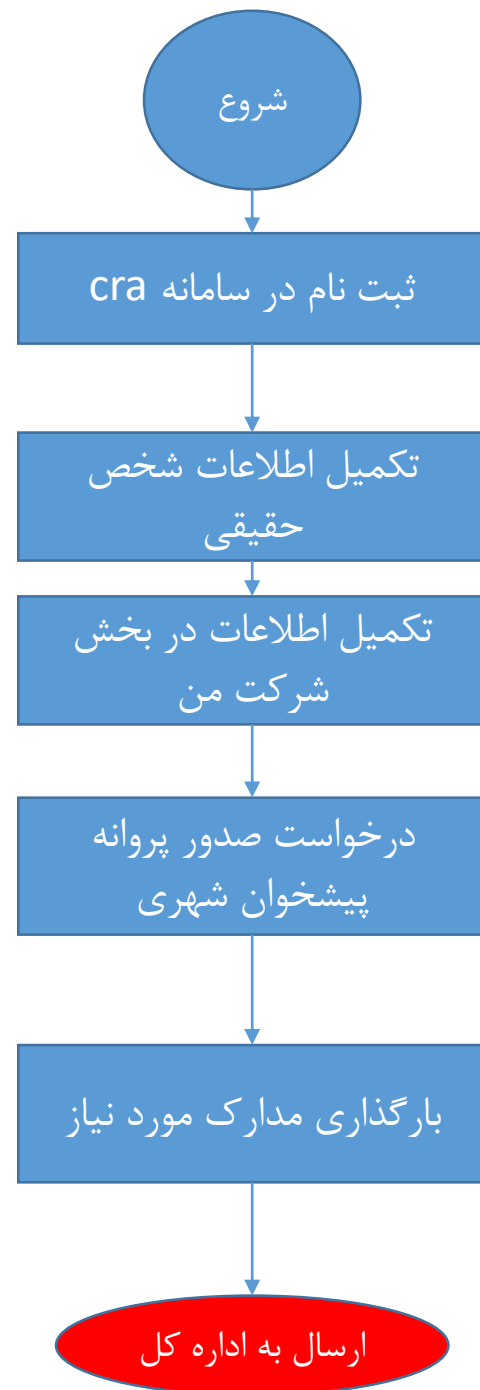 شروع
ثبت نام در سامانه cra
تکمیل اطلاعات شخص
حقیقی
تکمیل اطلاعات در بخش
شرکت من
درخواست صدور پروانه
پیشخوان شهری
بارگذاری مدارک مورد نیاز
ارسال به اداره کل